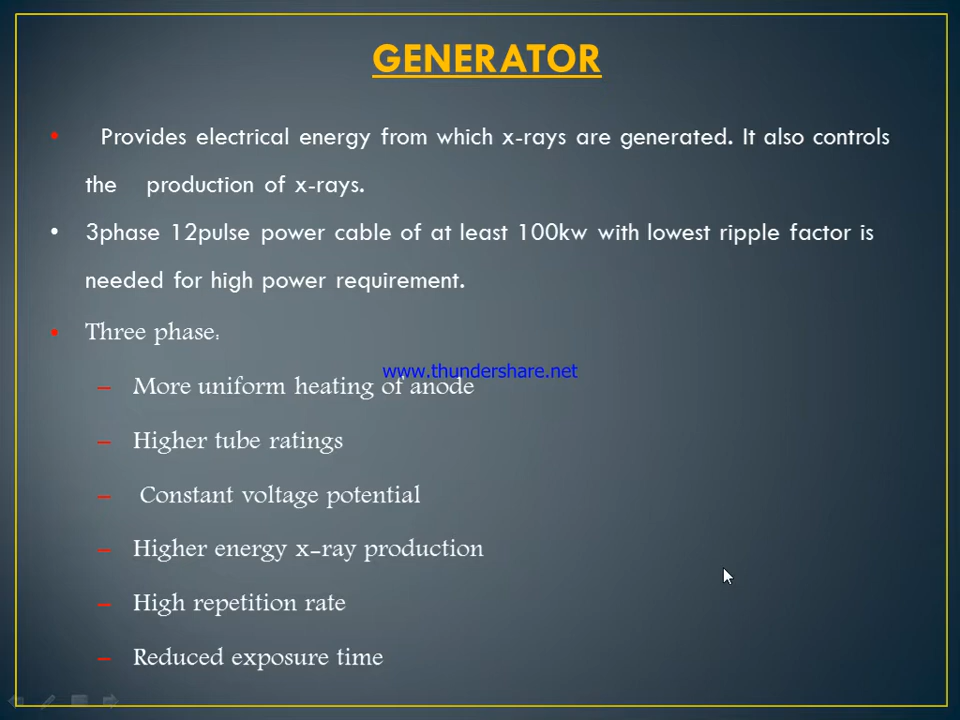 GENERATOR
• Provides electrical energy from which x-rays are generated. It also controls
the production of x-rays.
• 3phase 12pulse power cable of at least 100kw with lowest ripple factor is
needed for high power requirement.
▪ Three phase:
www.thundershare.net
– More uniform heating of anode
– Higher tube ratings
– Constant voltage potential
– Higher energy x-ray production
– High repetition rate
– Reduced exposure time